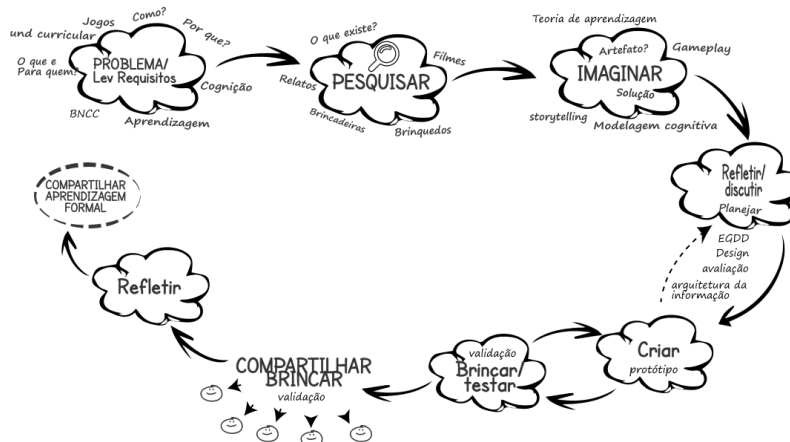 Jogos
Como?
Por que?
und curricular
O que e
Para quem?
PROBLEMA/
Lev Requisitos
Cognição
BNCC
Aprendizagem
O que existe?
Filmes
PESQUISAR
Relatos
Brincadeiras
Brinquedos
Teoria de aprendizagem
Artefato?
Gameplay
IMAGINAR
Solução
storytelling
Modelagem cognitiva
Refletir/
discutir
Planejar
EGDD
Design
avaliação
arquitetura da
informação
Criar
protótipo
validação
Brincar/
testar
COMPARTILHAR
BRINCAR
validação
Refletir
COMPARTILHAR
APRENDIZAGEM
FORMAL